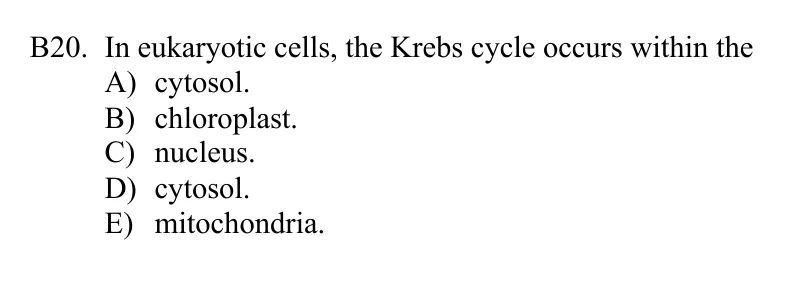 B20. In eukaryotic cells, the Krebs cycle occurs within the
A) cytosol.
B) chloroplast.
C) nucleus.
D) cytosol.
E) mitochondria.